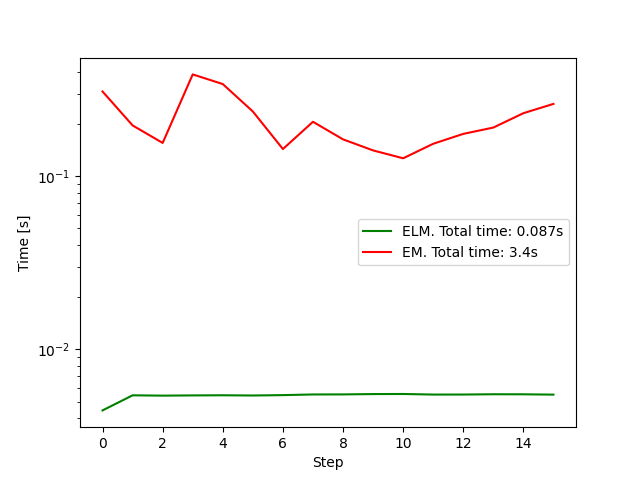 Time [s]
10⁻¹
10⁻²
ELM. Total time: 0.087s
EM. Total time: 3.4s
0 2 4 6 8 10 12 14
Step